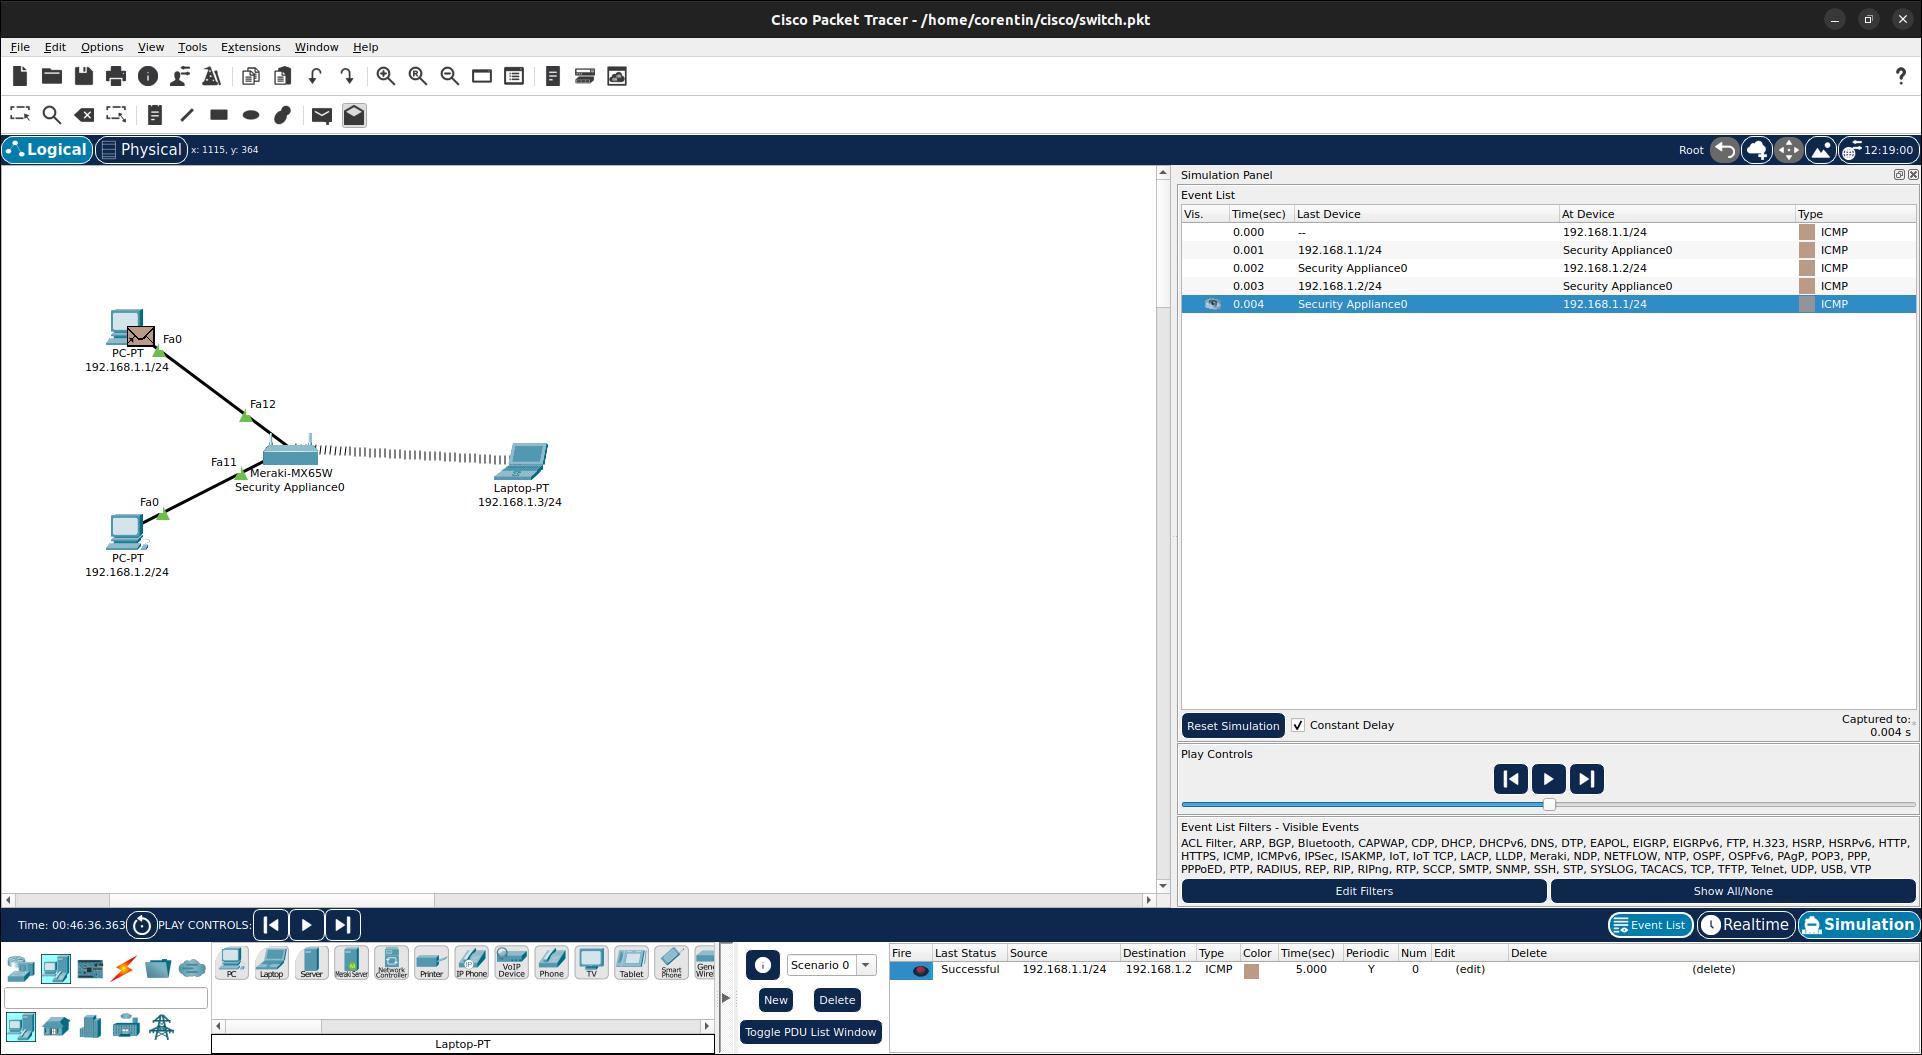 Cisco Packet Tracer - /home/corentin/cisco/switch.pkt
File Edit Options View Tools Extensions Window Help
?
Logical Physical x: 1115, y: 364 Root 12:19:00
Simulation Panel
Event List
Vis. Time(sec) Last Device At Device Type
0.000 -- 192.168.1.1/24 ICMP
0.001 192.168.1.1/24 Security Appliance0 ICMP
0.002 Security Appliance0 192.168.1.2/24 ICMP
0.003 192.168.1.2/24 Security Appliance0 ICMP
0.004 Security Appliance0 192.168.1.1/24 ICMP
Fa0
PC-PT
192.168.1.1/24
Fa12
Fa11
Meraki-MX65W
Security Appliance0
Laptop-PT
192.168.1.3/24
Fa0
PC-PT
192.168.1.2/24
Reset Simulation Constant Delay Captured to:
0.004 s
Play Controls
Event List Filters - Visible Events
ACL Filter, ARP, BGP, Bluetooth, CAPWAP, CDP, DHCP, DHCPv6, DNS, DTP, EAPOL, EIGRP, EIGRPv6, FTP, H.323, HSRP, HSRPv6, HTTP,
HTTPS, ICMP, ICMPv6, IPSec, ISAKMP, IoT, IoT TCP, LACP, LLDP, Meraki, NDP, NETFLOW, NTP, OSPF, OSPFv6, PAgP, POP3, PPP,
PPPoED, PTP, RADIUS, REP, RIP, RIPng, RTP, SCCP, SMTP, SNMP, SSH, STP, SYSLOG, TACACS, TCP, TFTP, Telnet, UDP, USB, VTP
Edit Filters Show All/None
Time: 00:46:36.363 PLAY CONTROLS: Event List Realtime Simulation
PC Laptop Server MerakiServer Network Controller Printer IP Phone VoIP Device Phone TV Tablet Smart Phone
Laptop-PT
Scenario 0
New Delete
Toggle PDU List Window
Fire Last Status Source Destination Type Color Time(sec) Periodic Num Edit Delete
Successful 192.168.1.1/24 192.168.1.2 ICMP 5.000 Y 0 (edit) (delete)